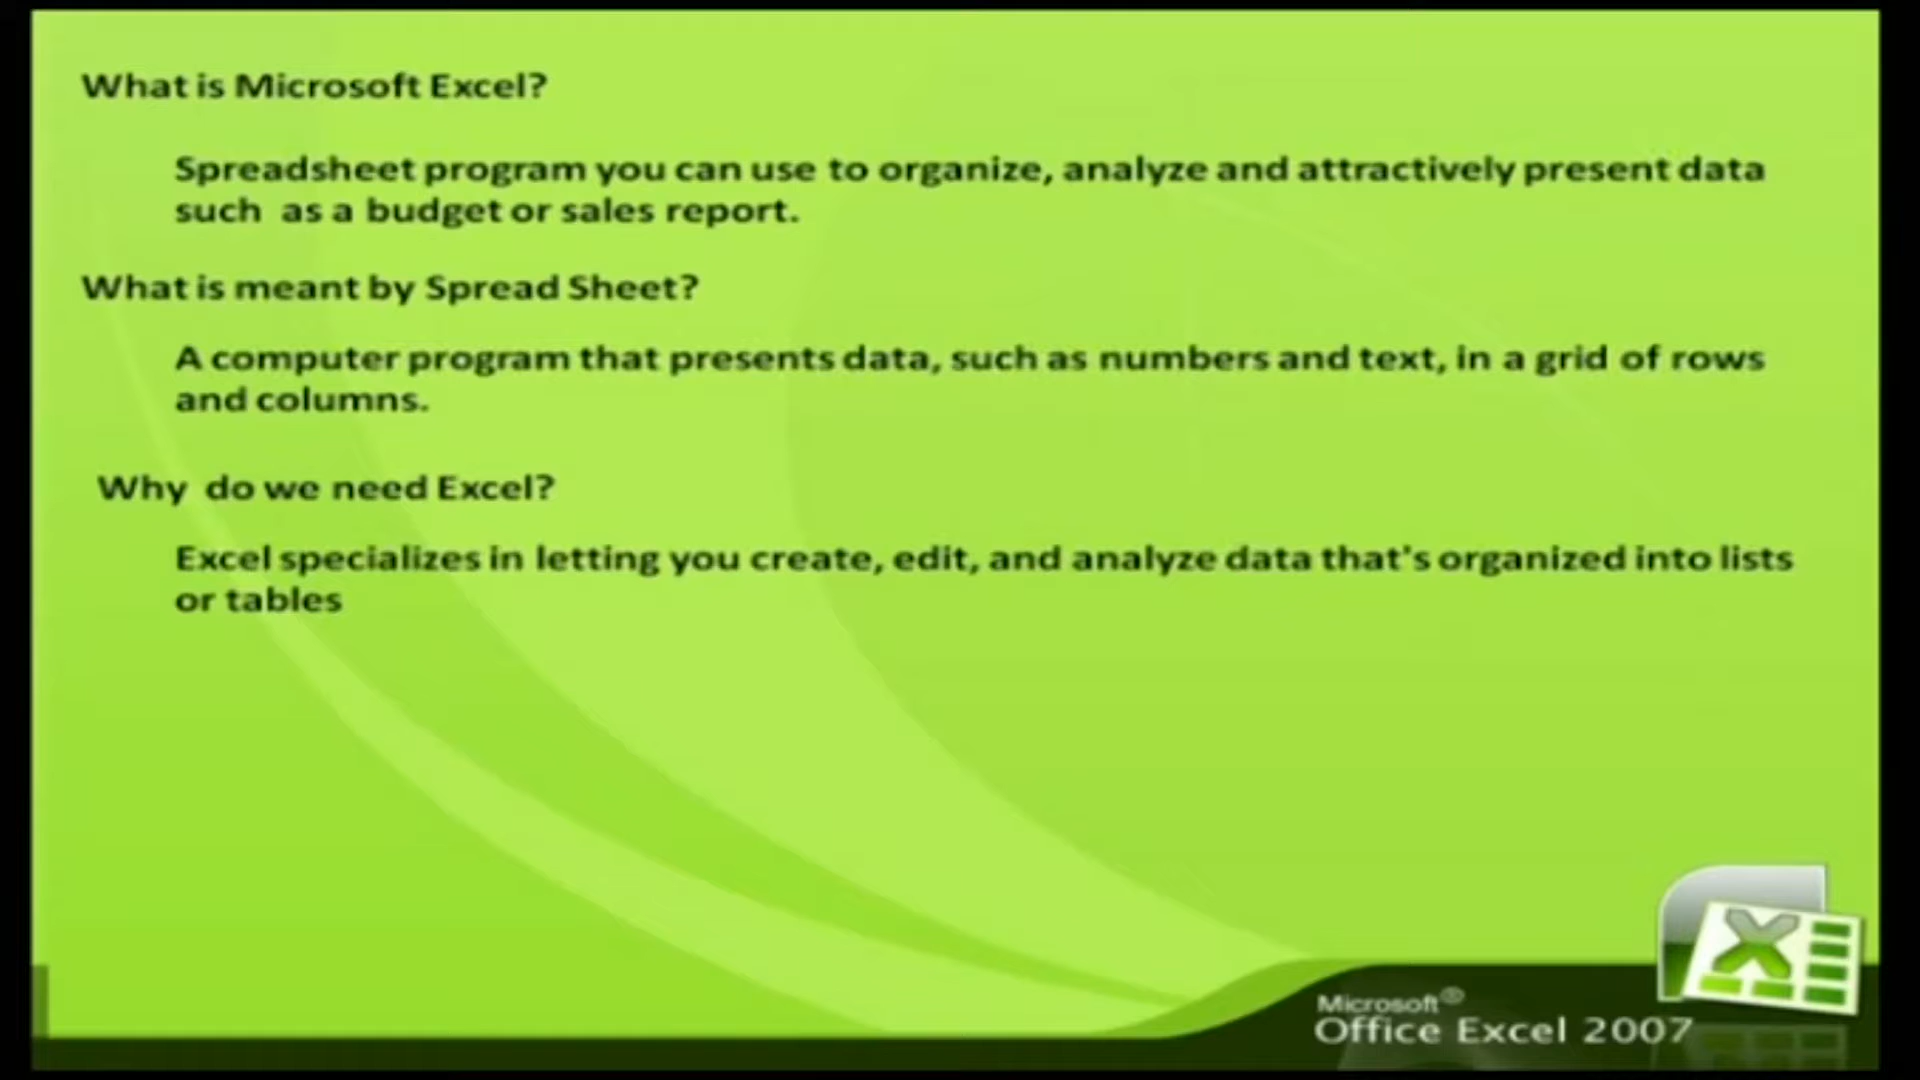 What is Microsoft Excel?
Spreadsheet program you can use to organize, analyze and attractively present data
such as a budget or sales report.
What is meant by Spread Sheet?
A computer program that presents data, such as numbers and text, in a grid of rows
and columns.
Why do we need Excel?
Excel specializes in letting you create, edit, and analyze data that's organized into lists
or tables
Microsoft®
Office Excel 2007